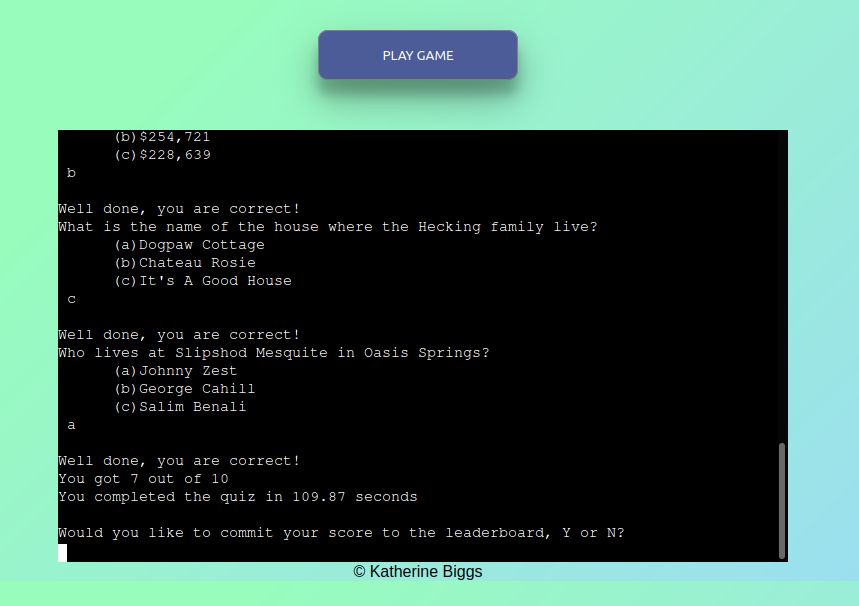 PLAY GAME
(b)$254,721
(c)$228,639
b
Well done, you are correct!
What is the name of the house where the Hecking family live?
(a)Dogpaw Cottage
(b)Chateau Rosie
(c)It's A Good House
c
Well done, you are correct!
Who lives at Slipshod Mesquite in Oasis Springs?
(a)Johnny Zest
(b)George Cahill
(c)Salim Benali
a
Well done, you are correct!
You got 7 out of 10
You completed the quiz in 109.87 seconds
Would you like to commit your score to the leaderboard, Y or N?
© Katherine Biggs